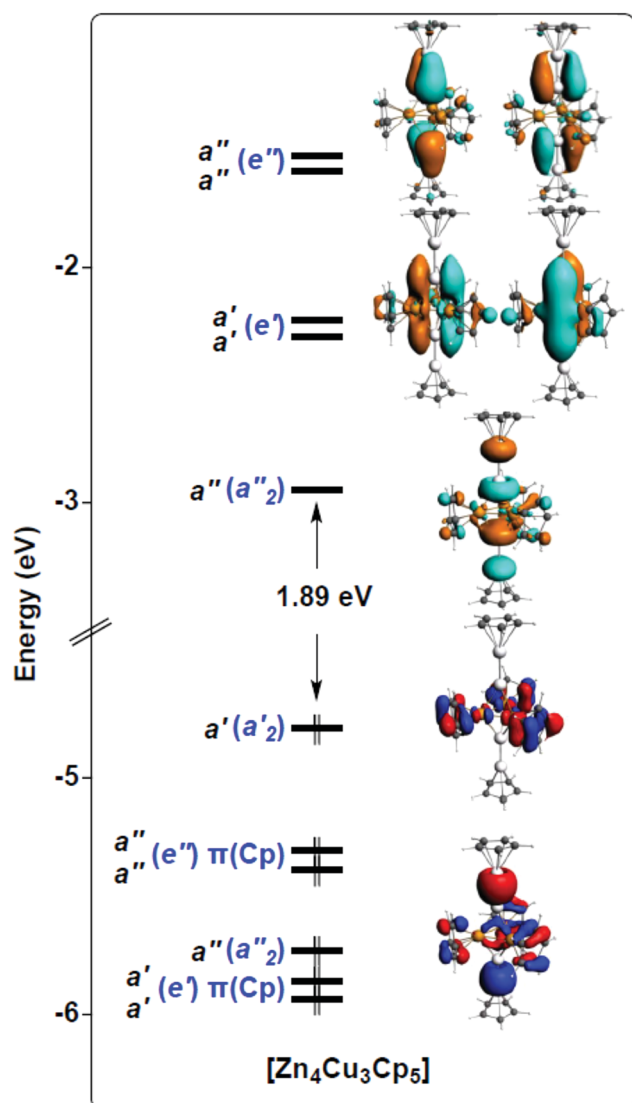 a" (e")
a"
-2
a' (e')
a'
a" (a"₂)
-3
1.89 eV
Energy (eV)
a' (a'₂)
-5
a" (e") π(Cp)
a"
a" (a"₂)
a' (e') π(Cp)
a'
-6
[Zn₄Cu₃Cp₅]